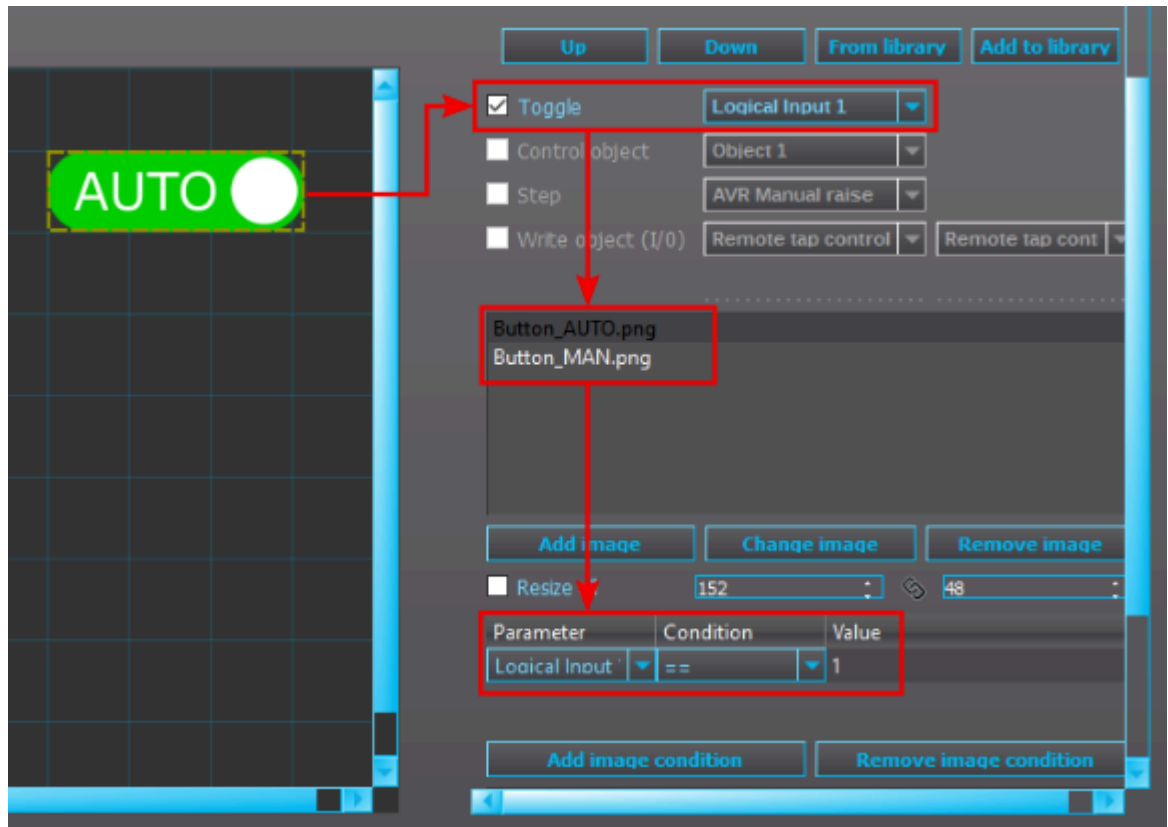 Up Down From library Add to library
Toggle Logical Input 1
AUTO
Control object Object 1
Step AVR Manual raise
Write object (I/0) Remote tap control Remote tap cont
Button_AUTO.png
Button_MAN.png
Add image Change image Remove image
Resize 152 48
Parameter Condition Value
Logical Input == 1
Add image condition Remove image condition